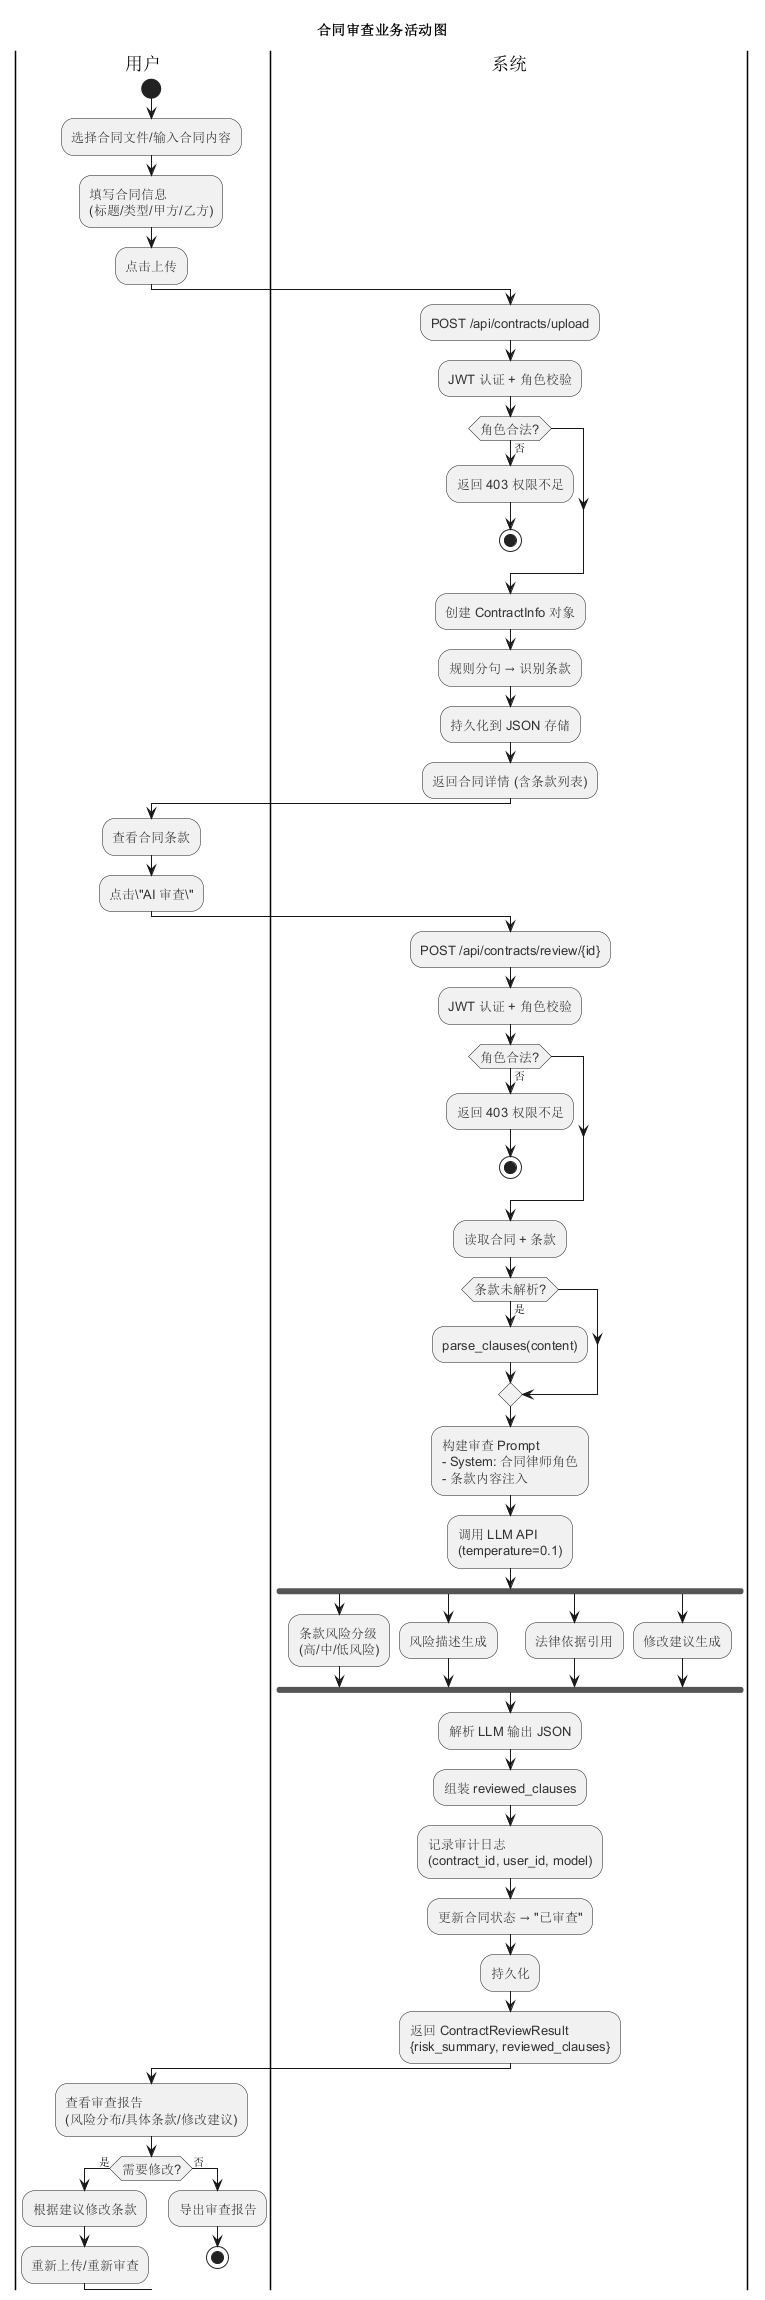 合同审查业务活动图
用户
系统
选择合同文件/输入合同内容
填写合同信息
(标题/类型/甲方/乙方)
点击上传
POST /api/contracts/upload
JWT 认证 + 角色校验
角色合法?
否
返回 403 权限不足
创建 ContractInfo 对象
规则分句 → 识别条款
持久化到 JSON 存储
返回合同详情 (含条款列表)
查看合同条款
点击\"AI 审查\"
POST /api/contracts/review/{id}
JWT 认证 + 角色校验
角色合法?
否
返回 403 权限不足
读取合同 + 条款
条款未解析?
是
parse_clauses(content)
构建审查 Prompt
- System: 合同律师角色
- 条款内容注入
调用 LLM API
(temperature=0.1)
条款风险分级
(高/中/低风险)
风险描述生成
法律依据引用
修改建议生成
解析 LLM 输出 JSON
组装 reviewed_clauses
记录审计日志
(contract_id, user_id, model)
更新合同状态 → "已审查"
持久化
返回 ContractReviewResult
{risk_summary, reviewed_clauses}
查看审查报告
(风险分布/具体条款/修改建议)
是
需要修改?
否
根据建议修改条款
导出审查报告
重新上传/重新审查